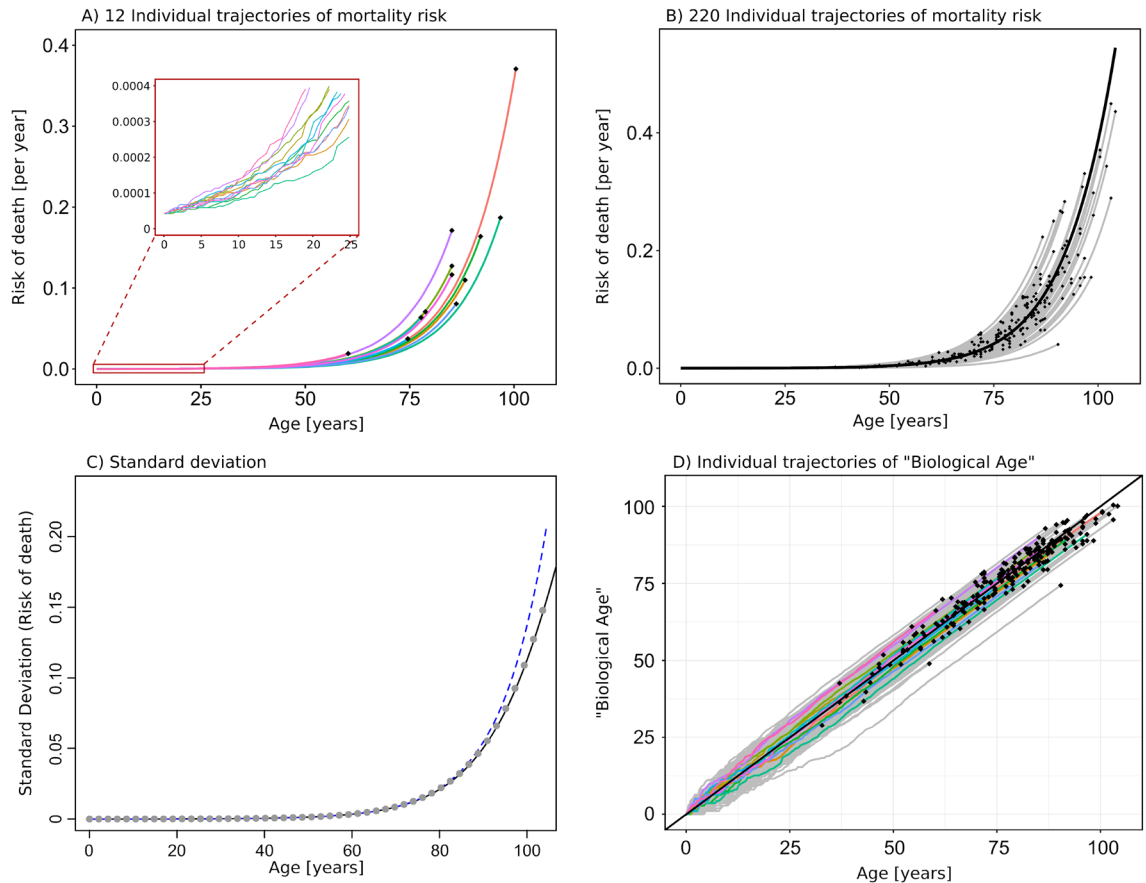 A) 12 Individual trajectories of mortality risk
Risk of death [per year]
0.4
0.3
0.2
0.1
0.0
0.0004
0.0003
0.0002
0.0001
0
0 5 10 15 20 25
0 25 50 75 100
Age [years]
B) 220 Individual trajectories of mortality risk
Risk of death [per year]
0.4
0.2
0.0
0 25 50 75 100
Age [years]
C) Standard deviation
Standard Deviation (Risk of death)
0.20
0.15
0.10
0.05
0
0 20 40 60 80 100
Age [years]
D) Individual trajectories of "Biological Age"
"Biological Age"
100
75
50
25
0
0 25 50 75 100
Age [years]